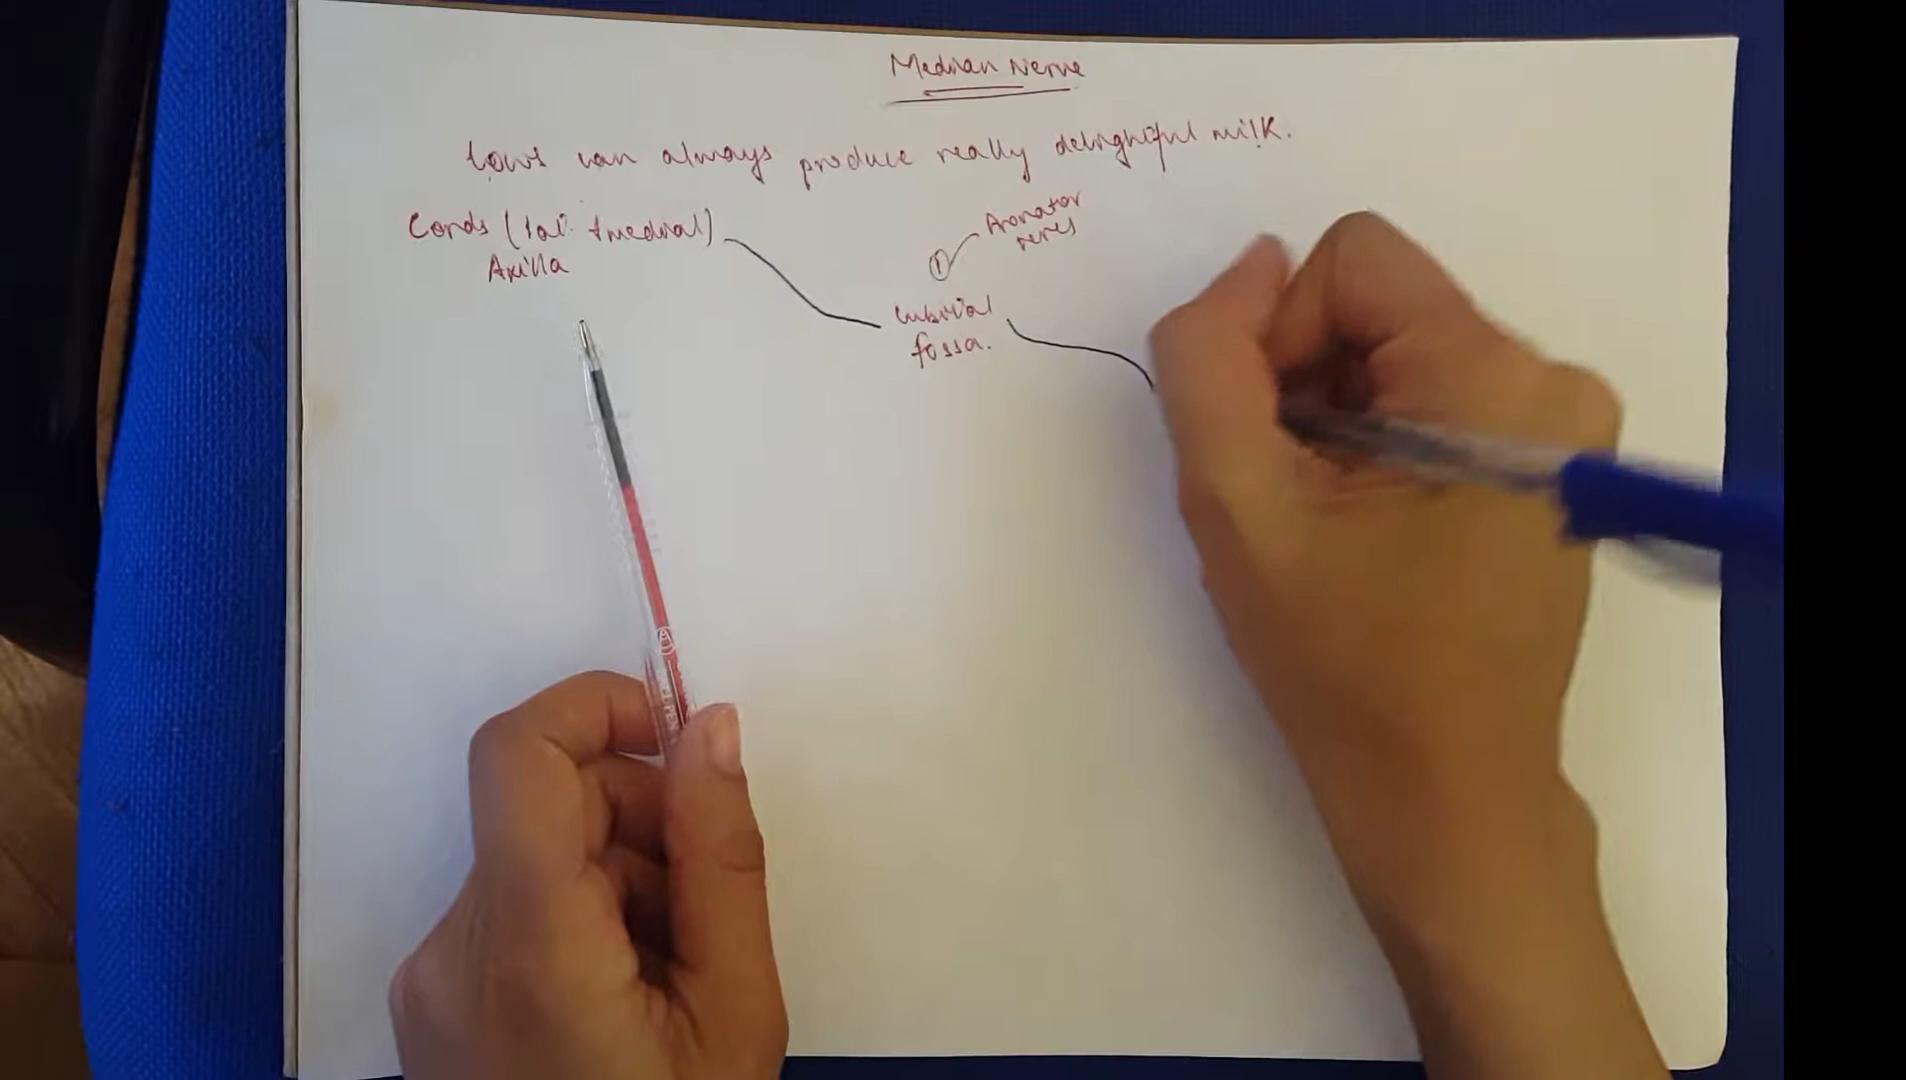 Median Nerve
Cows can always produce really delightful milk.
Cords (lat. + medial)
Axilla
Pronator
teres
1
Cubital
fossa.